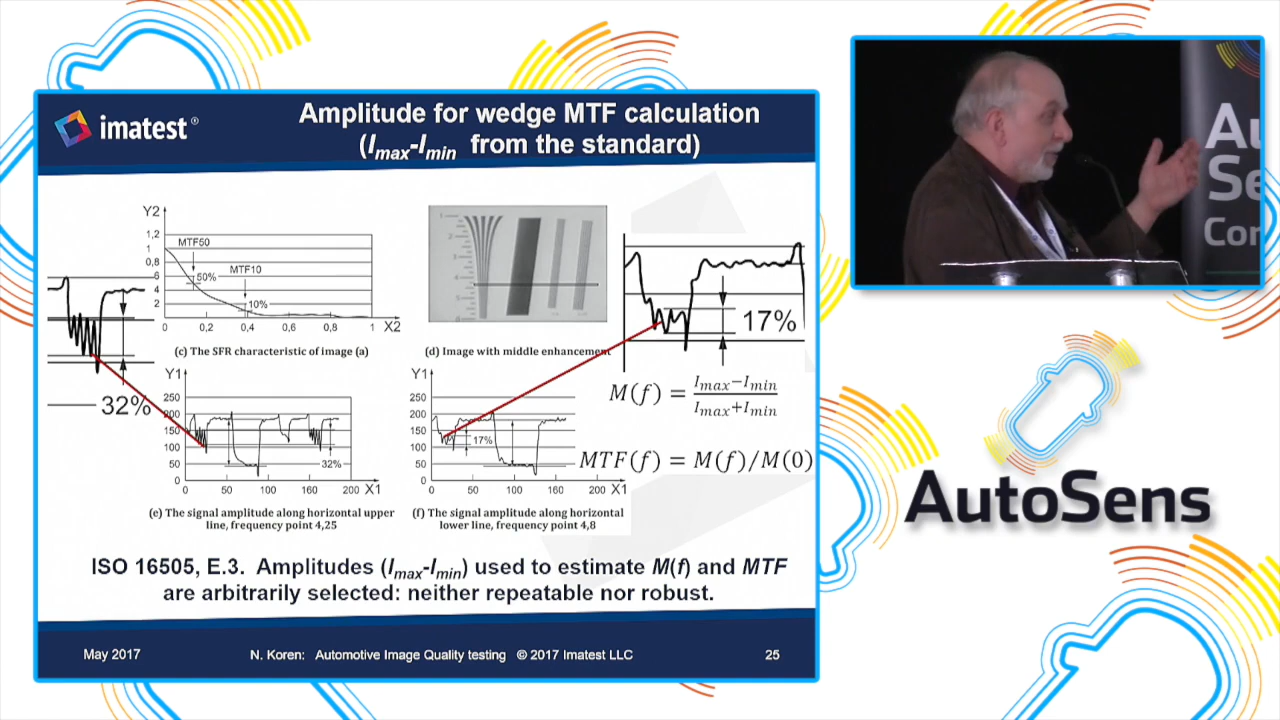 imatest®
Amplitude for wedge MTF calculation
(Imax-Imin from the standard)
Y2
1,2
1
0,8
6
4
2
0
0,2
0,4
0,6
0,8
1
X2
MTF50
50%
MTF10
10%
(c) The SFR characteristic of image (a)
(d) Image with middle enhancement
32%
17%
M(f) = Imax−Imin
Imax+Imin
MTF(f) = M(f)/M(0)
Y1
250
200
150
100
50
0
50
100
150
200
X1
32%
(e) The signal amplitude along horizontal upper
line, frequency point 4,25
Y1
250
200
150
100
50
0
50
100
150
200
X1
17%
(f) The signal amplitude along horizontal
lower line, frequency point 4,8
ISO 16505, E.3. Amplitudes (Imax-Imin) used to estimate M(f) and MTF
are arbitrarily selected: neither repeatable nor robust.
May 2017
N. Koren: Automotive Image Quality testing © 2017 Imatest LLC
25
Au
Se
Con
AutoSens